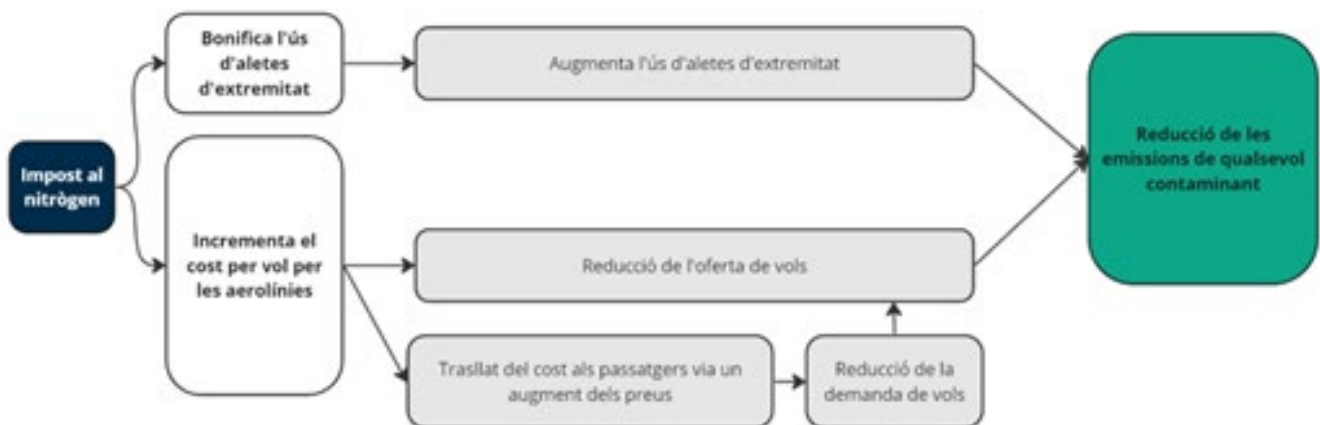 Bonifica l'ús
d'aletes
d'extremitat
Augmenta l'ús d'aletes d'extremitat
Impost al
nitrògen
Reducció de les
emissions de qualsevol
contaminant
Incrementa el
cost per vol per
les aerolínies
Reducció de l'oferta de vols
Trasllat del cost als passatgers via un
augment dels preus
Reducció de la
demanda de vols